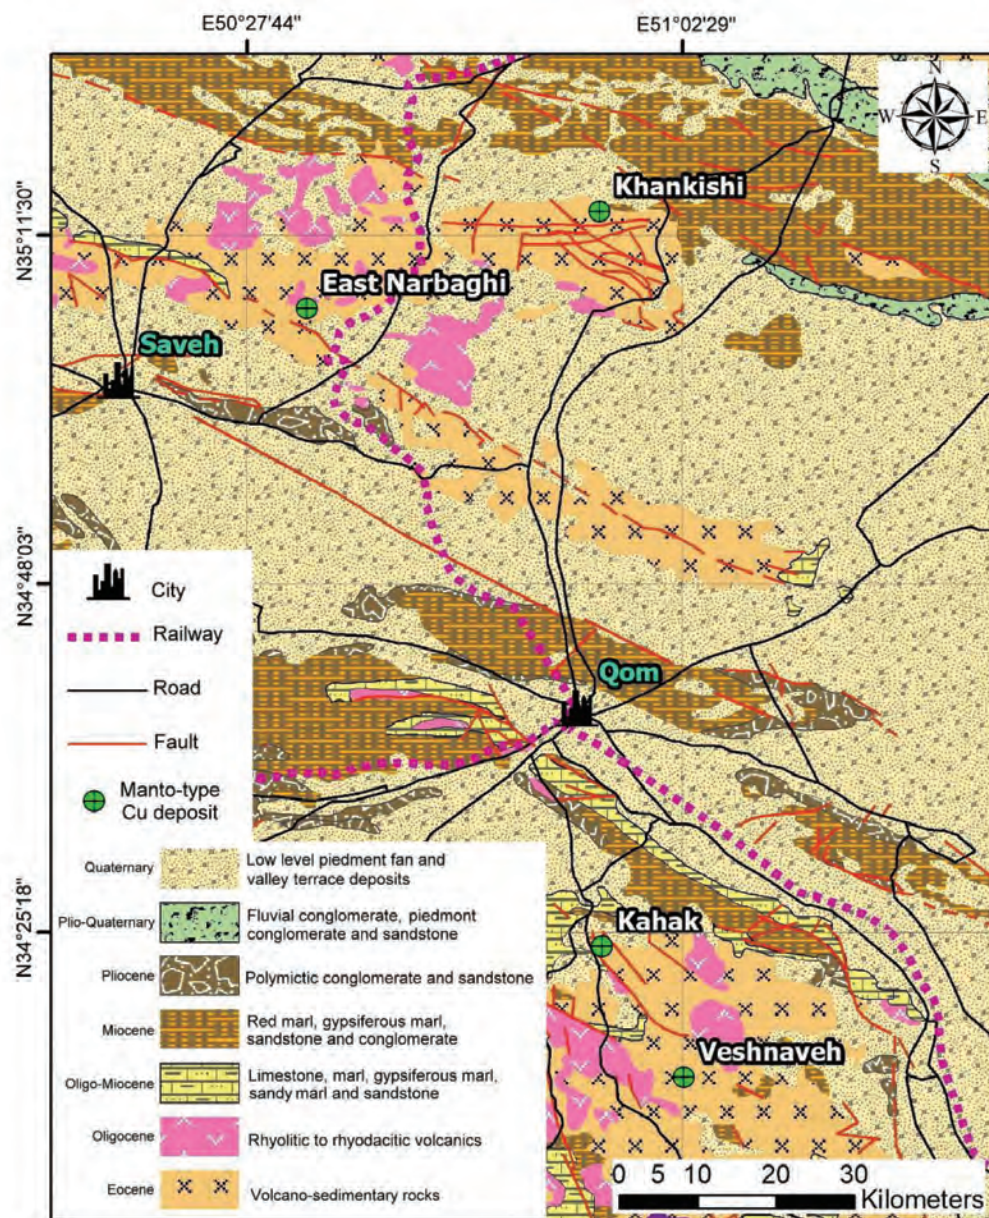 E50°27'44"
E51°02'29"
N
W
E
S
N35°11'30"
Khankishi
East Narbaghi
Saveh
N34°48'03"
Qom
City
Railway
Road
Fault
Manto-type
Cu deposit
Quaternary
Low level piedment fan and
valley terrace deposits
N34°25'18"
Kahak
Plio-Quaternary
Fluvial conglomerate, piedmont
conglomerate and sandstone
Pliocene
Polymictic conglomerate and sandstone
Miocene
Red marl, gypsiferous marl,
sandstone and conglomerate
Veshnaveh
Oligo-Miocene
Limestone, marl, gypsiferous marl,
sandy marl and sandstone
Oligocene
Rhyolitic to rhyodacitic volcanics
Eocene
Volcano-sedimentary rocks
0 5 10 20 30
Kilometers